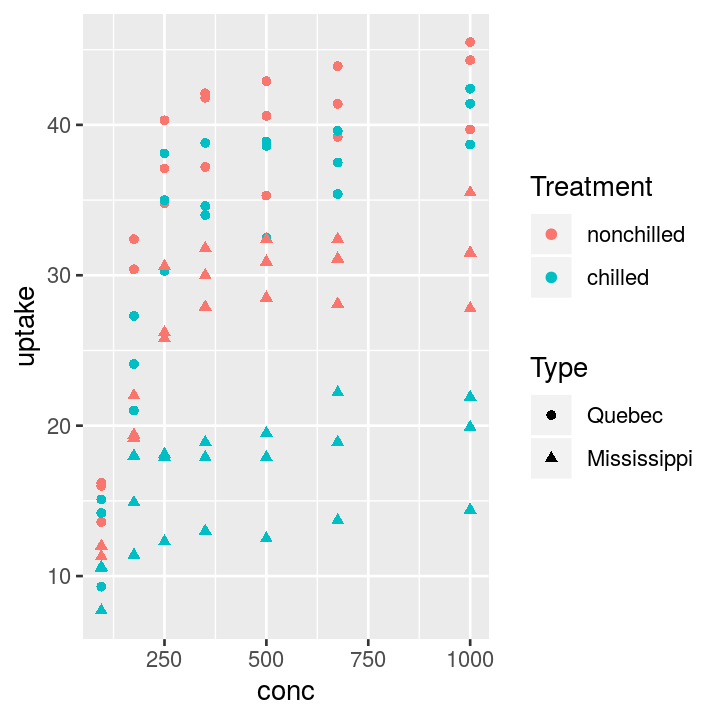 40
30
20
10
uptake
250
500
750
1000
conc
Treatment
nonchilled
chilled
Type
Quebec
Mississippi